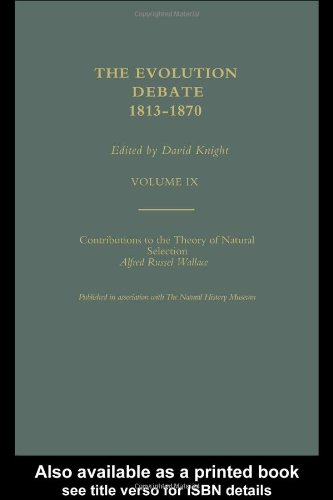 THE EVOLUTION
DEBATE
1813-1870
Edited by David Knight
VOLUME IX
Contributions to the Theory of Natural
Selection
Alfred Russel Wallace
Published in association with The Natural History Museum
Also available as a printed book
see title verso for ISBN details